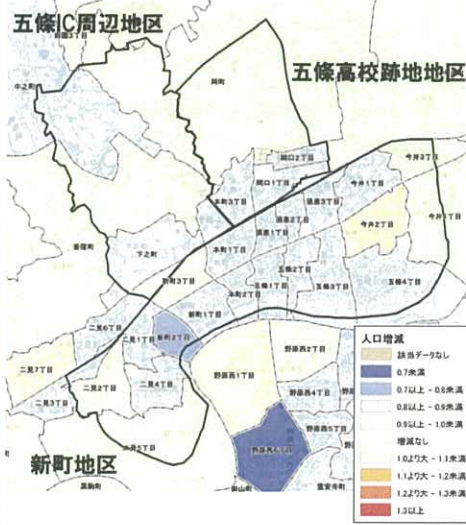 五條IC周辺地区
岡町
五條高校跡地地区
中之町
岡口2丁目
今井3丁目
岡口1丁目
今井1丁目
本町3丁目
須恵3丁目
須恵2丁目
今井2丁目
須恵1丁目
下之町
本町1丁目
五條2丁目
新町3丁目
五條1丁目
五條3丁目
五條4丁目
本町2丁目
新町1丁目
二見6丁目
二見1丁目
新町2丁目
野原西2丁目
二見7丁目
野原西1丁目
二見2丁目
二見4丁目
二見3丁目
野原西4丁目
野原西5丁目
二見5丁目
野原西6丁目
新町地区
霊安寺町
人口増減
該当データなし
0.7未満
0.7以上 - 0.8未満
0.8以上 - 0.9未満
0.9以上 - 1.0未満
増減なし
1.0より大 - 1.1未満
1.1より大 - 1.2未満
1.2より大 - 1.3未満
1.3以上